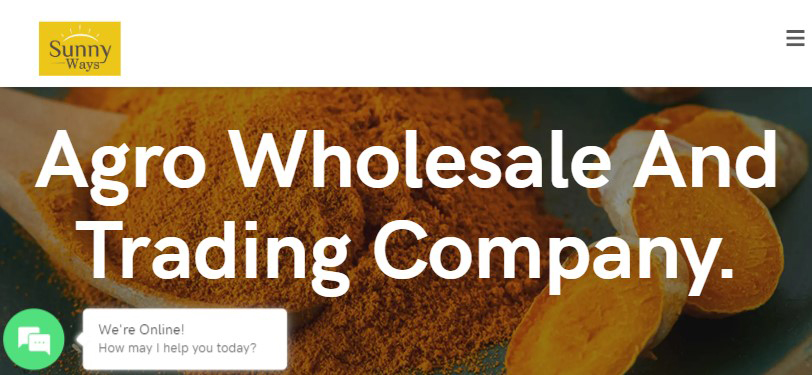 Sunny
Ways
Agro Wholesale And
Trading Company.
We're Online!
How may I help you today?